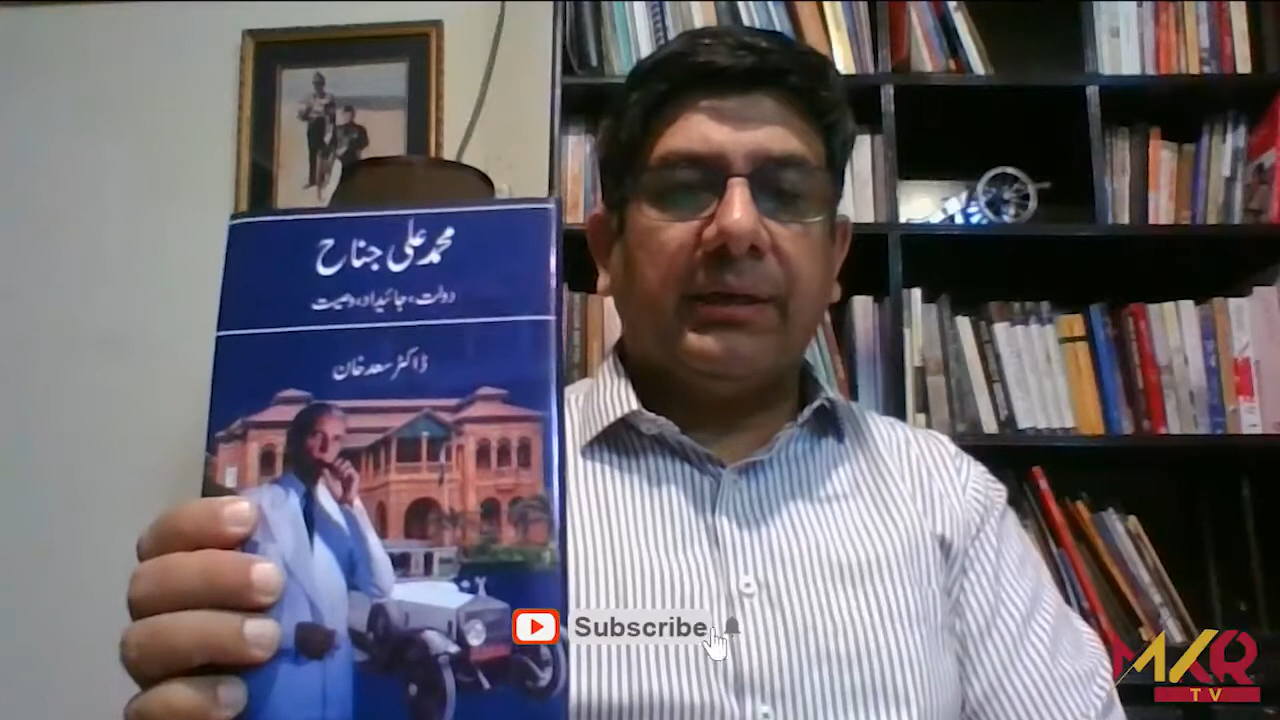 محمد علی جناح
دولت، جائیداد، وصیت
ڈاکٹر سعد خان
Subscribe
MKR
TV